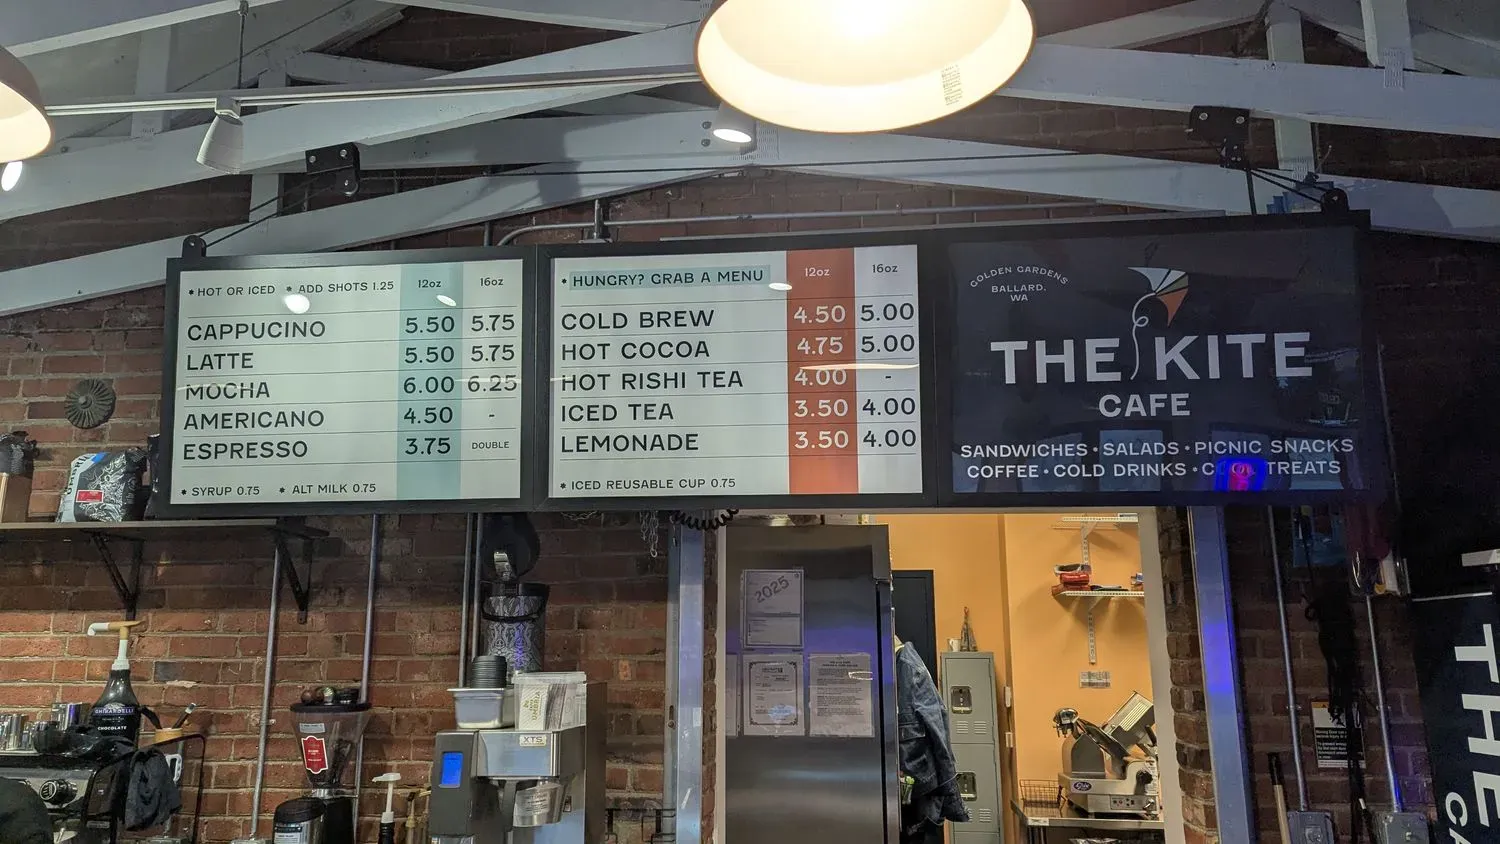 * HOT OR ICED * ADD SHOTS 1.25 12oz 16oz
CAPPUCINO 5.50 5.75
LATTE 5.50 5.75
MOCHA 6.00 6.25
AMERICANO 4.50 -
ESPRESSO 3.75 DOUBLE
* SYRUP 0.75 * ALT MILK 0.75
* HUNGRY? GRAB A MENU 12oz 16oz
COLD BREW 4.50 5.00
HOT COCOA 4.75 5.00
HOT RISHI TEA 4.00 -
ICED TEA 3.50 4.00
LEMONADE 3.50 4.00
* ICED REUSABLE CUP 0.75
GOLDEN GARDENS
BALLARD.
WA
THE KITE
CAFE
SANDWICHES • SALADS • PICNIC SNACKS
COFFEE • COLD DRINKS • TREATS
2025
GHIRARDELLI
CHOCOLATE
XTS
THE
CA